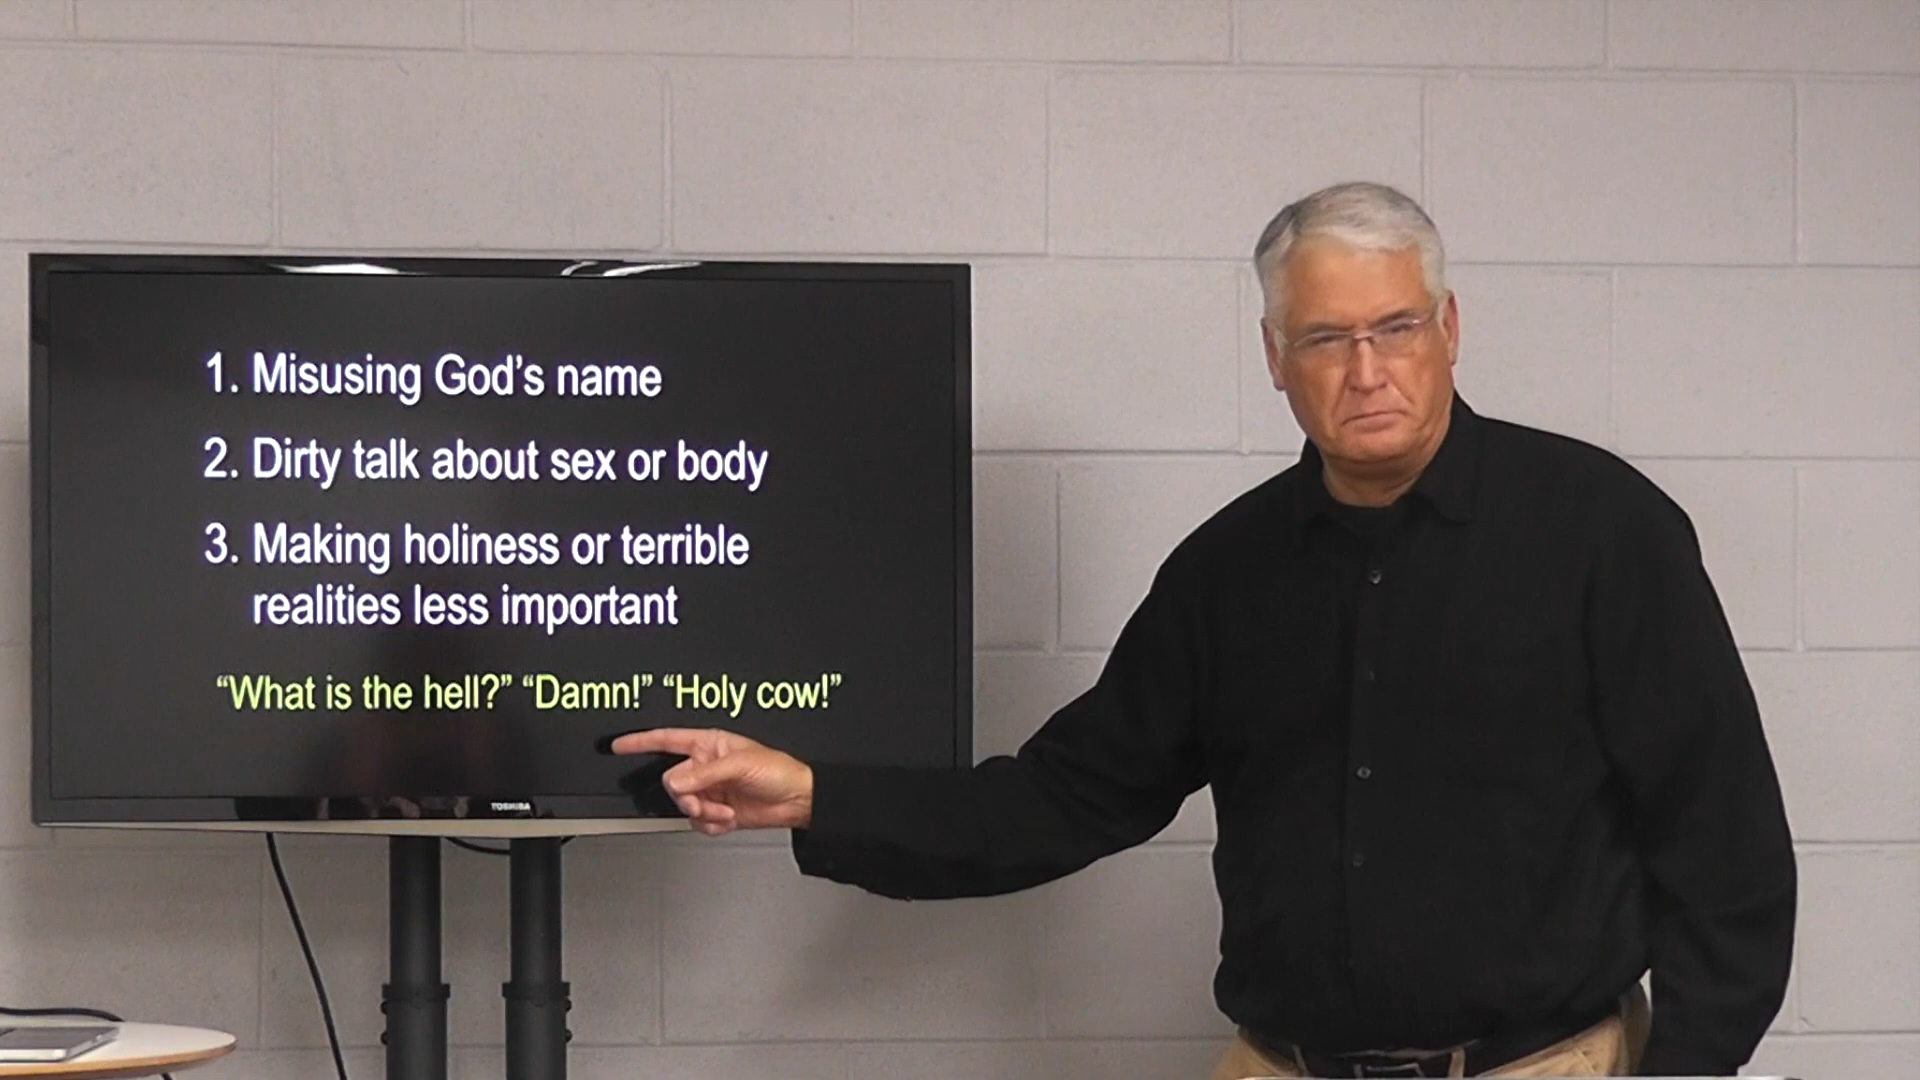 1. Misusing God’s name
2. Dirty talk about sex or body
3. Making holiness or terrible
realities less important
“What is the hell?” “Damn!” “Holy cow!”
TOSHIBA